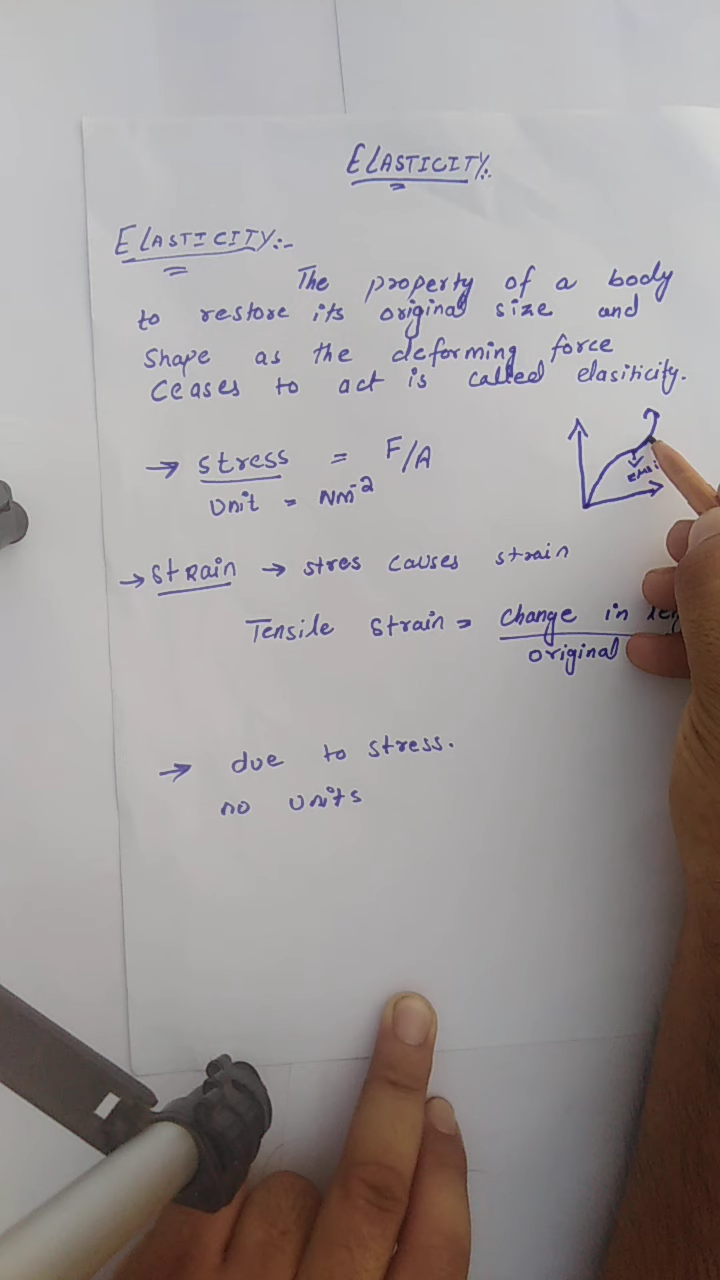 ELASTICITY:.
ELASTICITY:-
The property of a body
to restore its original size and
shape as the deforming force
ceases to act is called elasiticity.
→ stress = F/A
Unit = Nm⁻²
→ Strain → stres causes strain
Tensile Strain = change in
original
→ due to stress.
no units